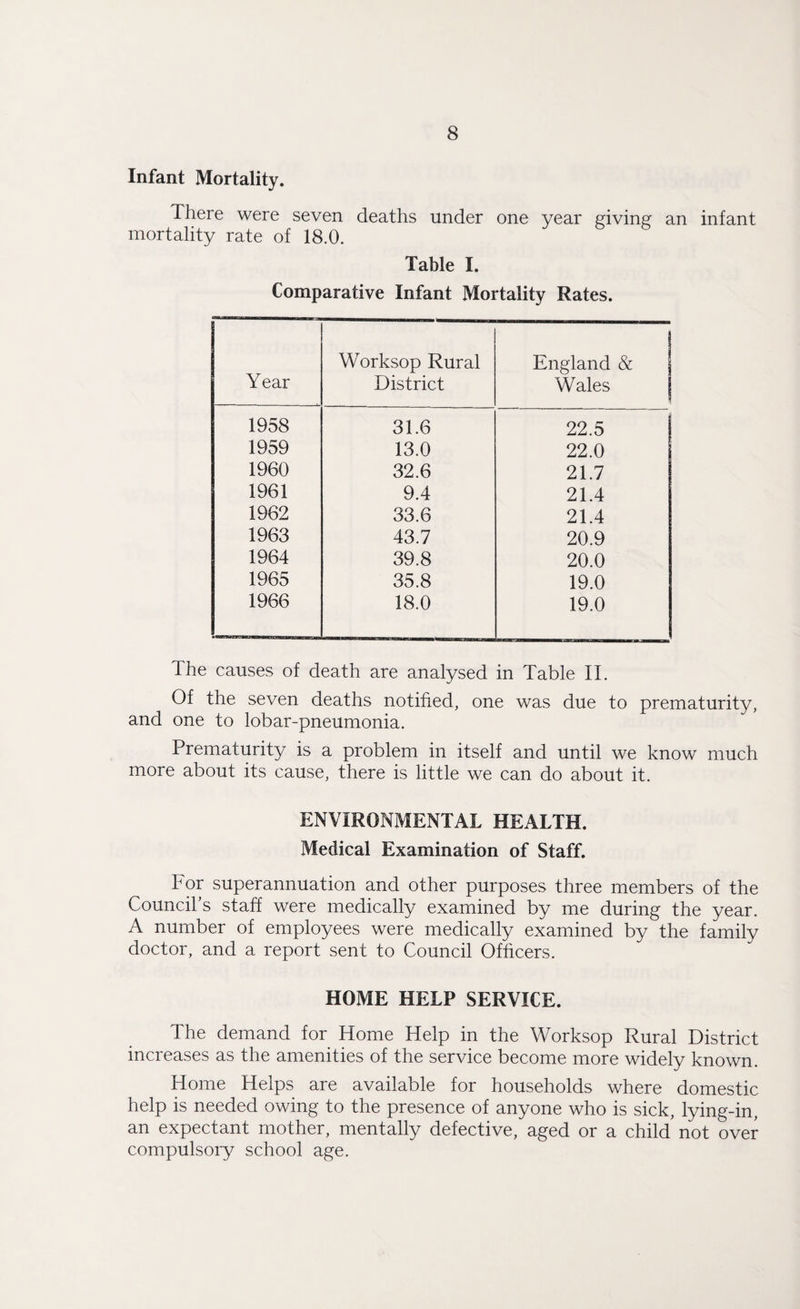 8
Infant Mortality.
There were seven deaths under one year giving an infant
mortality rate of 18.0.
Table I.
Comparative Infant Mortality Rates.
Year Worksop Rural District England & Wales
1958 31.6 22.5
1959 13.0 22.0
1960 32.6 21.7
1961 9.4 21.4
1962 33.6 21.4
1963 43.7 20.9
1964 39.8 20.0
1965 35.8 19.0
1966 18.0 19.0
The causes of death are analysed in Table II.
Of the seven deaths notified, one was due to prematurity,
and one to lobar-pneumonia.
Prematurity is a problem in itself and until we know much
more about its cause, there is little we can do about it.
ENVIRONMENTAL HEALTH.
Medical Examination of Staff.
For superannuation and other purposes three members of the
Council's staff were medically examined by me during the year.
A number of employees were medically examined by the family
doctor, and a report sent to Council Officers.
HOME HELP SERVICE.
The demand for Home Help in the Worksop Rural District
increases as the amenities of the service become more widely known.
Home Helps are available for households where domestic
help is needed owing to the presence of anyone who is sick, lying-in,
an expectant mother, mentally defective, aged or a child not over
compulsory school age.